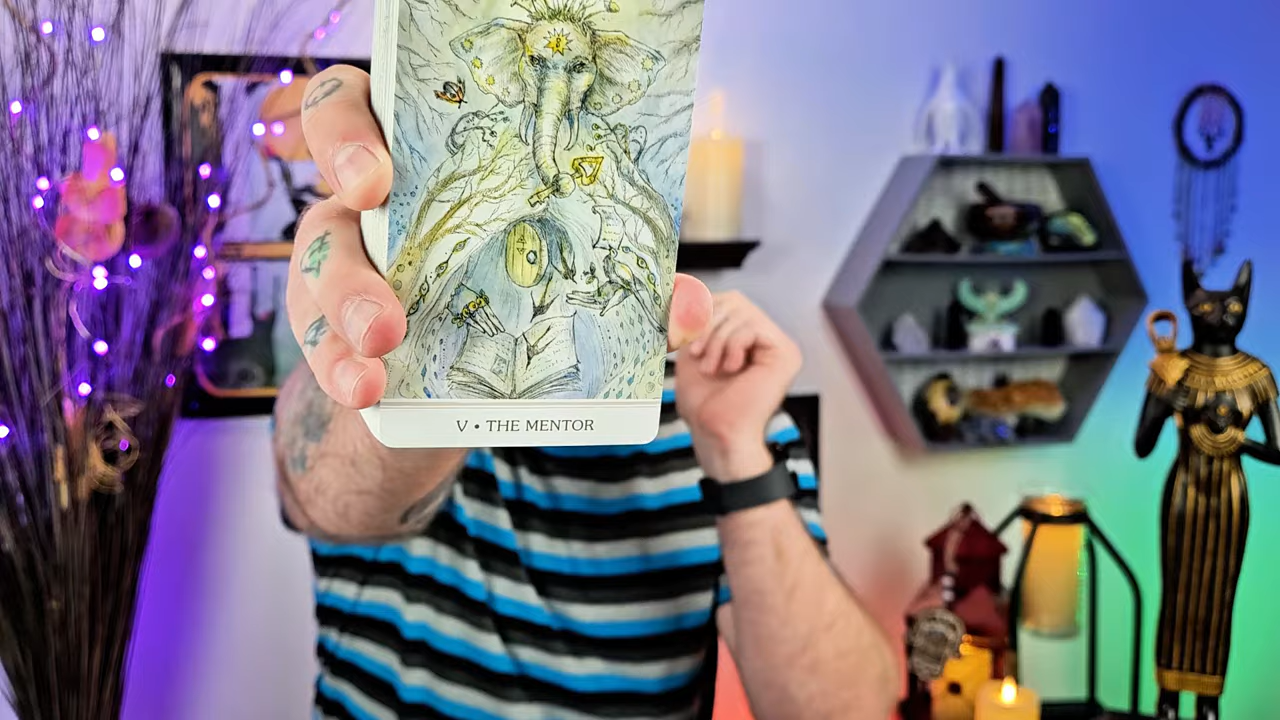 V • THE MENTOR